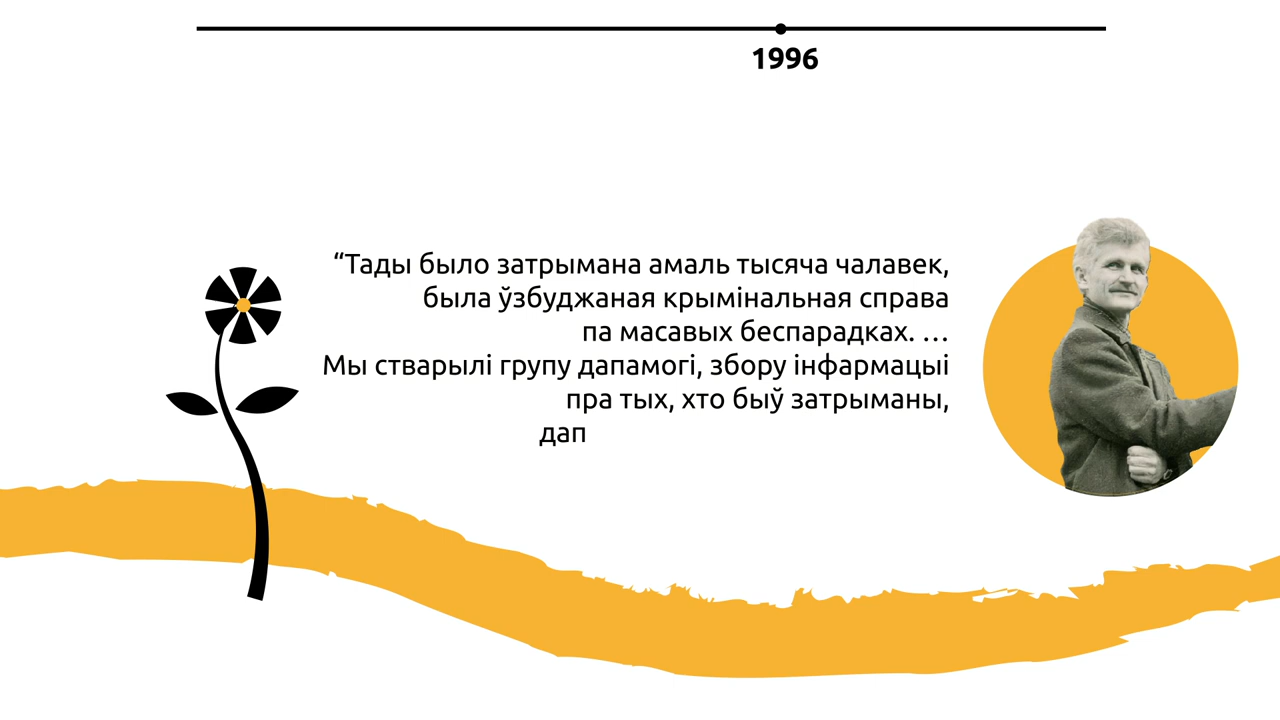 1996
“Тады было затрымана амаль тысяча чалавек,
была ўзбуджаная крымінальная справа
па масавых беспарадках. …
Мы стварылі групу дапамогі, збору інфармацыі
пра тых, хто быў затрыманы,
дап